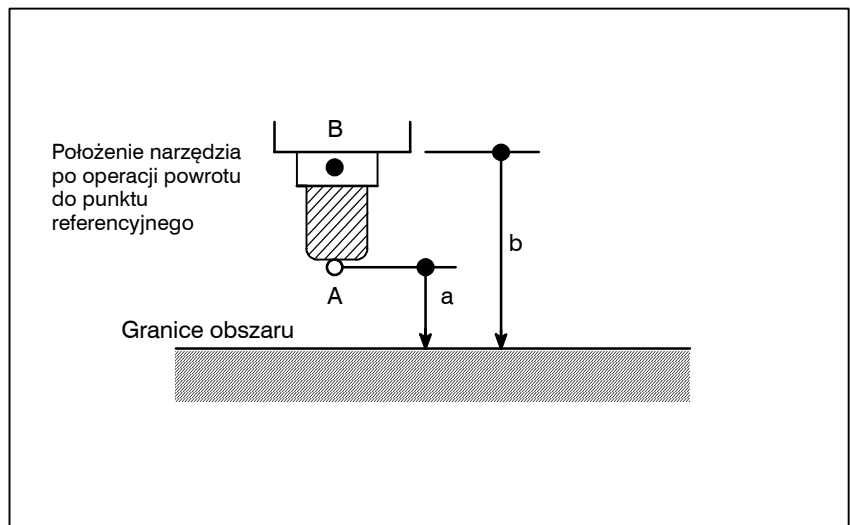 B
Położenie narzędzia
po operacji powrotu
do punktu
referencyjnego
b
A
a
Granice obszaru